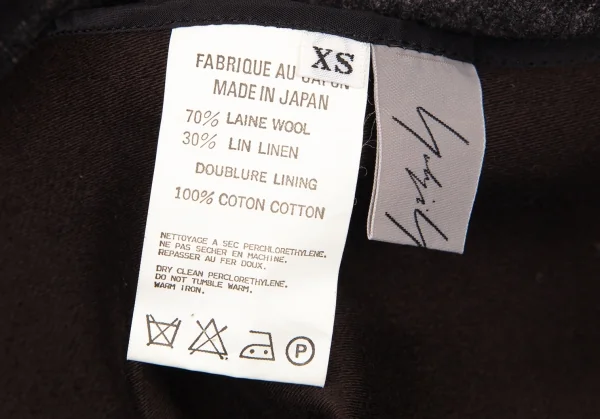 XS
FABRIQUE AU JAPON
MADE IN JAPAN
70% LAINE WOOL
30% LIN LINEN
DOUBLURE LINING
100% COTON COTTON
NETTOYAGE A SEC PERCHLORETHYLENE.
NE PAS SECHER EN MACHINE.
REPASSER AU FER DOUX.
DRY CLEAN PERCLORETHYLENE.
DO NOT TUMBLE WARM.
WARM IRON.
P